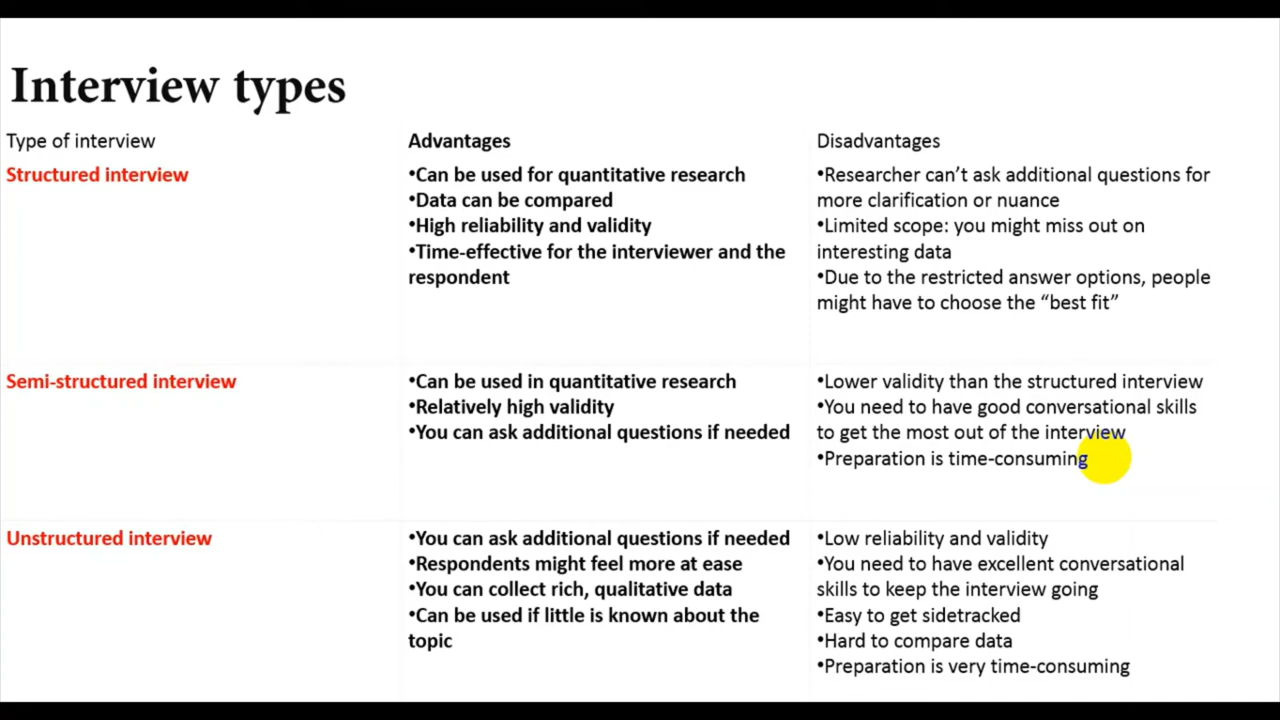 Interview types
Type of interview
Advantages
Disadvantages
Structured interview
•Can be used for quantitative research
•Data can be compared
•High reliability and validity
•Time-effective for the interviewer and the
respondent
•Researcher can’t ask additional questions for
more clarification or nuance
•Limited scope: you might miss out on
interesting data
•Due to the restricted answer options, people
might have to choose the “best fit”
Semi-structured interview
•Can be used in quantitative research
•Relatively high validity
•You can ask additional questions if needed
•Lower validity than the structured interview
•You need to have good conversational skills
to get the most out of the interview
•Preparation is time-consuming
Unstructured interview
•You can ask additional questions if needed
•Respondents might feel more at ease
•You can collect rich, qualitative data
•Can be used if little is known about the
topic
•Low reliability and validity
•You need to have excellent conversational
skills to keep the interview going
•Easy to get sidetracked
•Hard to compare data
•Preparation is very time-consuming